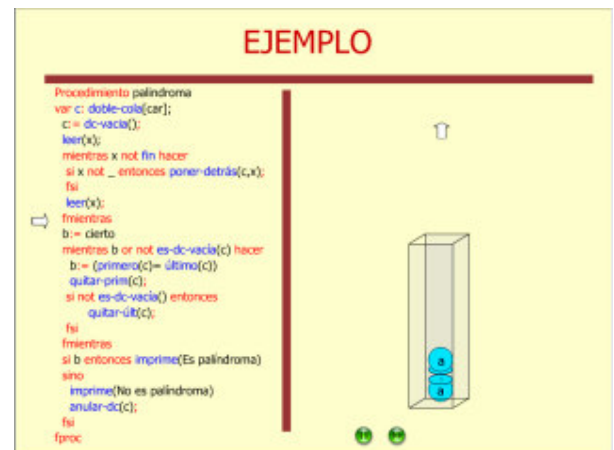 EJEMPLO
Procedimiento palindroma
var c: doble-cola[car];
c:= dc-vacia();
leer(x);
mientras x not fin hacer
si x not _ entonces poner-detrás(c,x);
fsi
leer(x);
fmientras
b:= cierto
mientras b or not es-dc-vacía(c) hacer
b:= (primero(c)= último(c))
quitar-prim(c);
si not es-dc-vacia() entonces
quitar-últ(c);
fsi
fmientras
si b entonces imprime(Es palíndroma)
sino
imprime(No es palíndroma)
anular-dc(c);
fsi
fproc
a
a